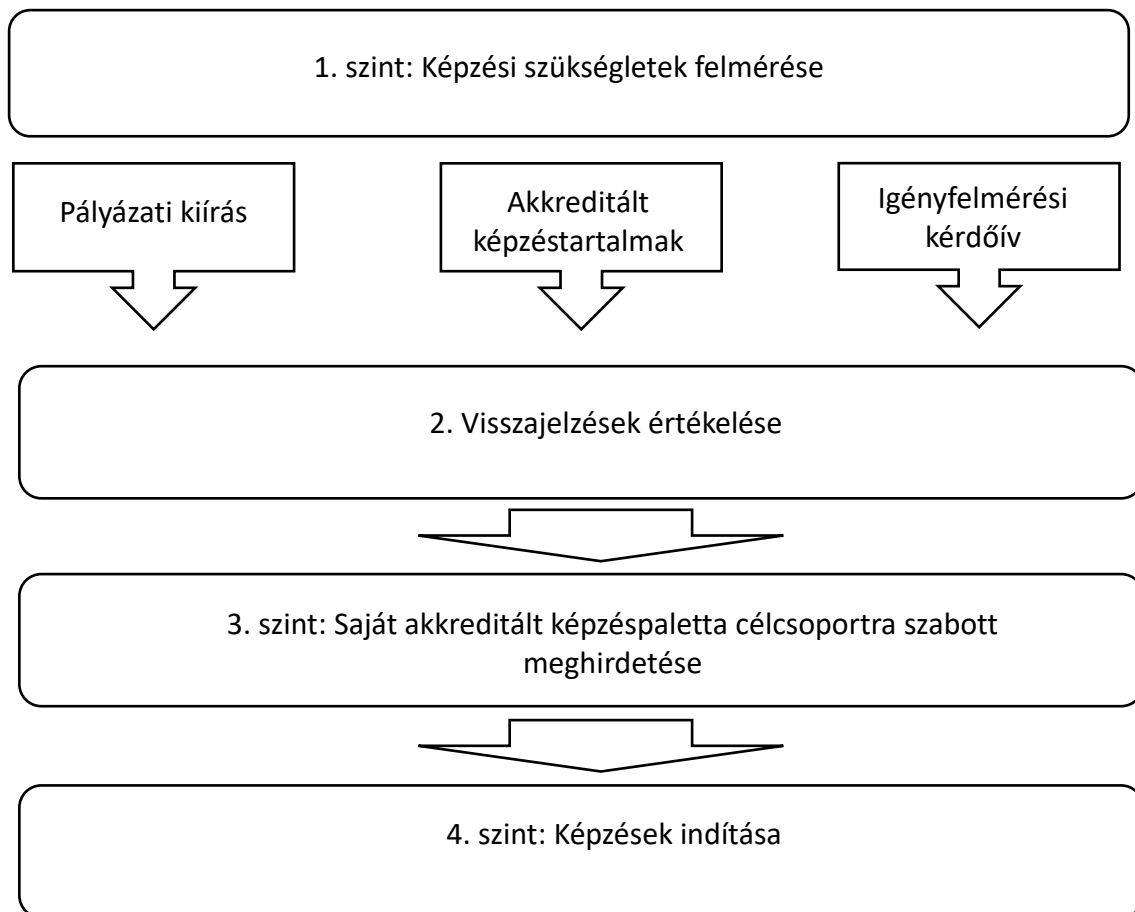 1. szint: Képzési szükségletek felmérése
Pályázati kiírás
Akkreditált
képzéstartalmak
Igényfelmérési
kérdőív
2. Visszajelzések értékelése
3. szint: Saját akkreditált képzéspaletta célcsoportra szabott
meghirdetése
4. szint: Képzések indítása